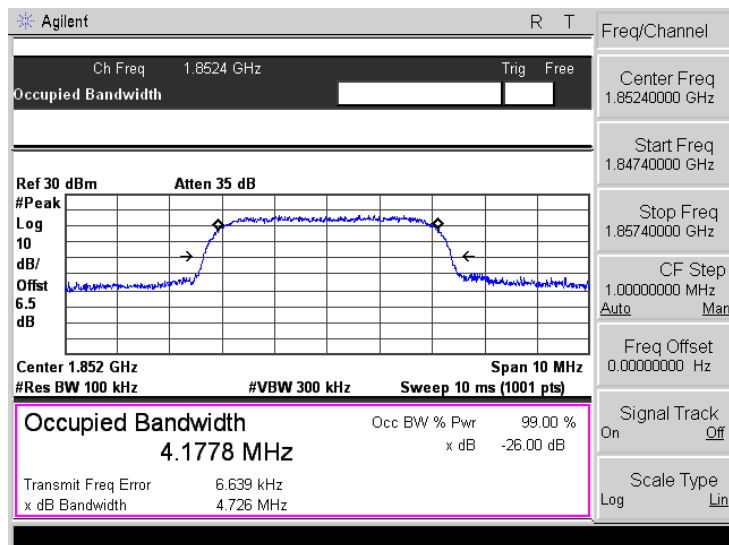 Agilent R T
Freq/Channel
Ch Freq 1.8524 GHz Trig Free
Occupied Bandwidth
Center Freq
1.85240000 GHz
Start Freq
1.84740000 GHz
Stop Freq
1.85740000 GHz
CF Step
1.00000000 MHz
Auto Man
Freq Offset
0.00000000 Hz
Signal Track
On Off
Scale Type
Log Lin
Ref 30 dBm Atten 35 dB
#Peak
Log
10
dB/
Offst
6.5
dB
Center 1.852 GHz Span 10 MHz
#Res BW 100 kHz #VBW 300 kHz Sweep 10 ms (1001 pts)
Occupied Bandwidth Occ BW % Pwr 99.00 %
4.1778 MHz x dB -26.00 dB
Transmit Freq Error 6.639 kHz
x dB Bandwidth 4.726 MHz